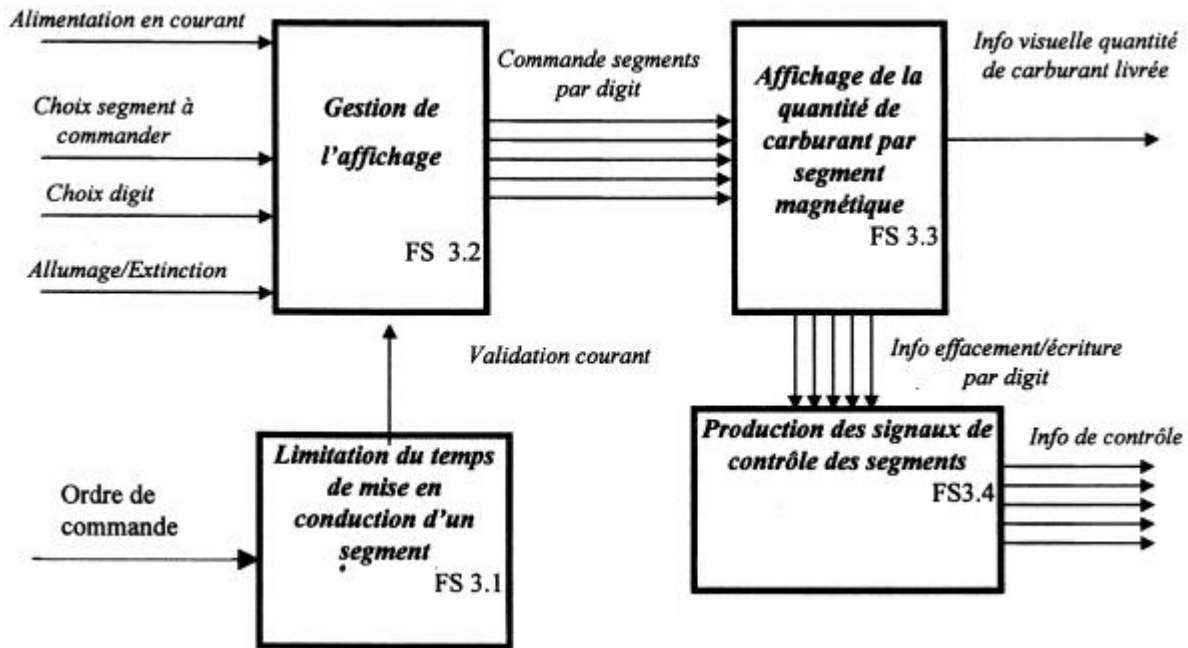 Alimentation en courant
Choix segment à
commander
Choix digit
Allumage/Extinction
Gestion de
l'affichage
FS 3.2
Commande segments
par digit
Affichage de la
quantité de
carburant par
segment
magnétique
FS 3.3
Info visuelle quantité
de carburant livrée
Validation courant
Info effacement/écriture
par digit
Ordre de
commande
Limitation du temps
de mise en
conduction d'un
segment
FS 3.1
Production des signaux de
contrôle des segments
FS3.4
Info de contrôle